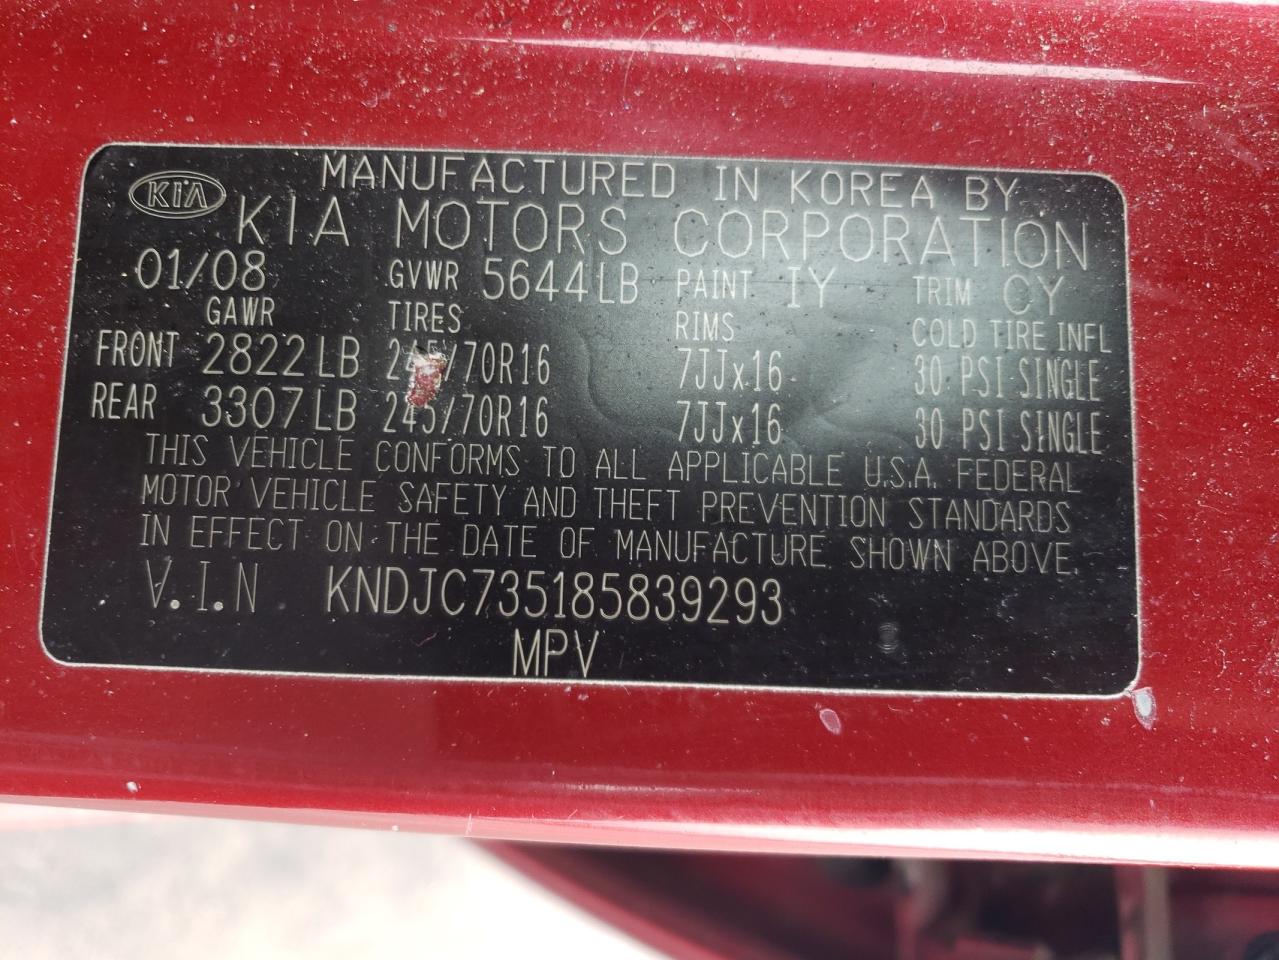 KIA MANUFACTURED IN KOREA BY
KIA MOTORS CORPORATION
01/08 GVWR 5644LB PAINT IY TRIM CY
GAWR TIRES RIMS COLD TIRE INFL
FRONT 2822LB 245/70R16 7JJx16 30 PSI SINGLE
REAR 3307LB 245/70R16 7JJx16 30 PSI SINGLE
THIS VEHICLE CONFORMS TO ALL APPLICABLE U.S.A. FEDERAL
MOTOR VEHICLE SAFETY AND THEFT PREVENTION STANDARDS
IN EFFECT ON THE DATE OF MANUFACTURE SHOWN ABOVE.
V.I.N KNDJC735185839293
MPV